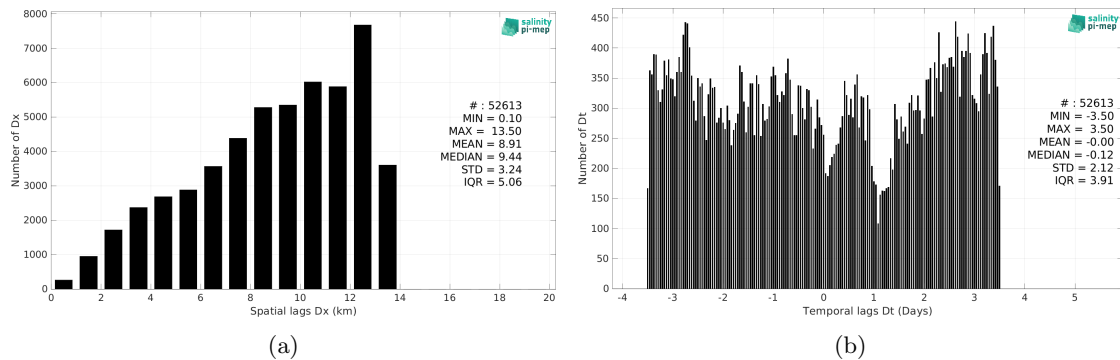 8000
7000
6000
5000
4000
3000
2000
1000
0
Number of Dx
0 2 4 6 8 10 12 14 16 18 20
Spatial lags Dx (km)
salinity
pi-mep
# : 52613
MIN = 0.10
MAX = 13.50
MEAN = 8.91
MEDIAN = 9.44
STD = 3.24
IQR = 5.06
(a)
450
400
350
300
250
200
150
100
50
0
Number of Dt
-4 -3 -2 -1 0 1 2 3 4 5
Temporal lags Dt (Days)
salinity
pi-mep
# : 52613
MIN = -3.50
MAX = 3.50
MEAN = -0.00
MEDIAN = -0.12
STD = 2.12
IQR = 3.91
(b)